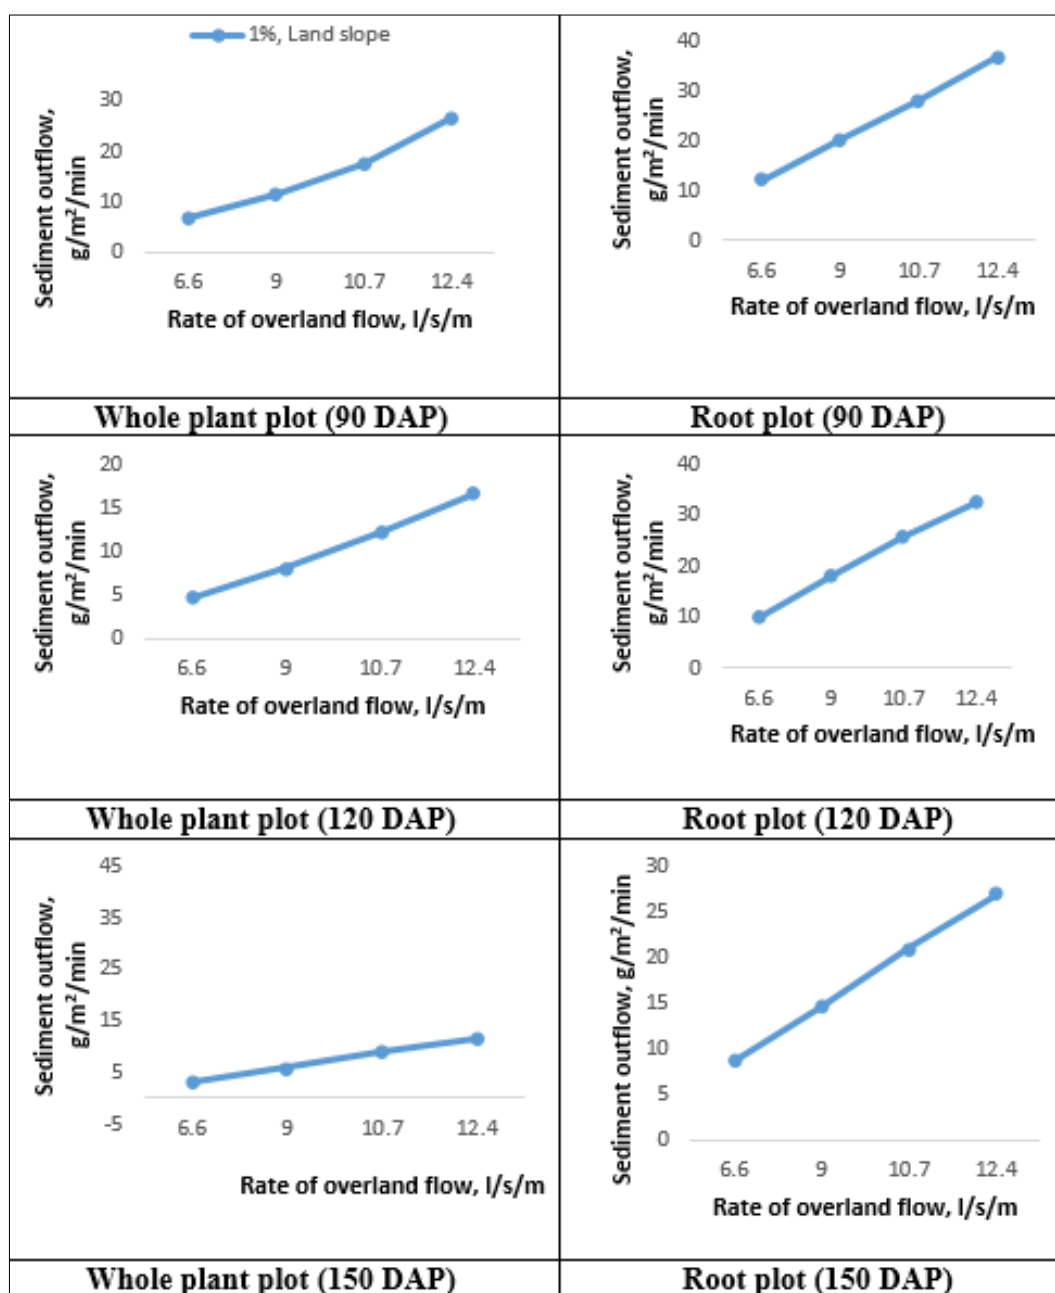 1%, Land slope
Sediment outflow,
g/m²/min
30
20
10
0
6.6 9 10.7 12.4
Rate of overland flow, l/s/m
Sediment outflow,
g/m²/min
40
30
20
10
0
6.6 9 10.7 12.4
Rate of overland flow, l/s/m
Whole plant plot (90 DAP)
Root plot (90 DAP)
Sediment outflow,
g/m²/min
20
15
10
5
0
6.6 9 10.7 12.4
Rate of overland flow, l/s/m
Sediment outflow,
g/m²/min
40
30
20
10
0
6.6 9 10.7 12.4
Rate of overland flow, l/s/m
Whole plant plot (120 DAP)
Root plot (120 DAP)
Sediment outflow,
g/m²/min
45
35
25
15
5
-5
6.6 9 10.7 12.4
Rate of overland flow, l/s/m
Sediment outflow, g/m²/min
30
25
20
15
10
5
0
6.6 9 10.7 12.4
Rate of overland flow, l/s/m
Whole plant plot (150 DAP)
Root plot (150 DAP)